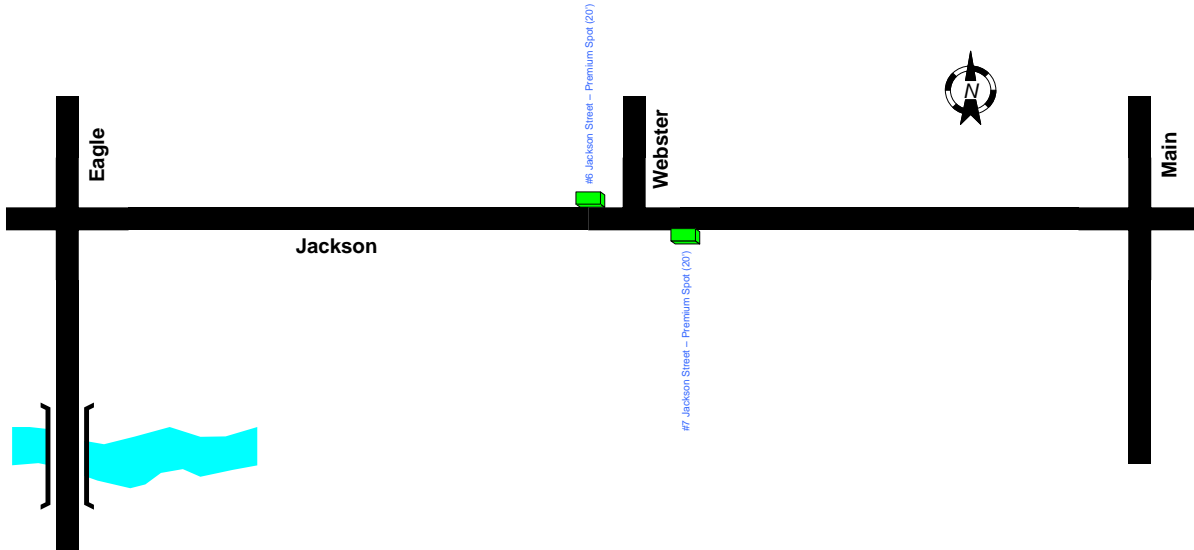 #6 Jackson Street – Premium Spot (20')
Eagle
Webster
N
Main
Jackson
#7 Jackson Street – Premium Spot (20')